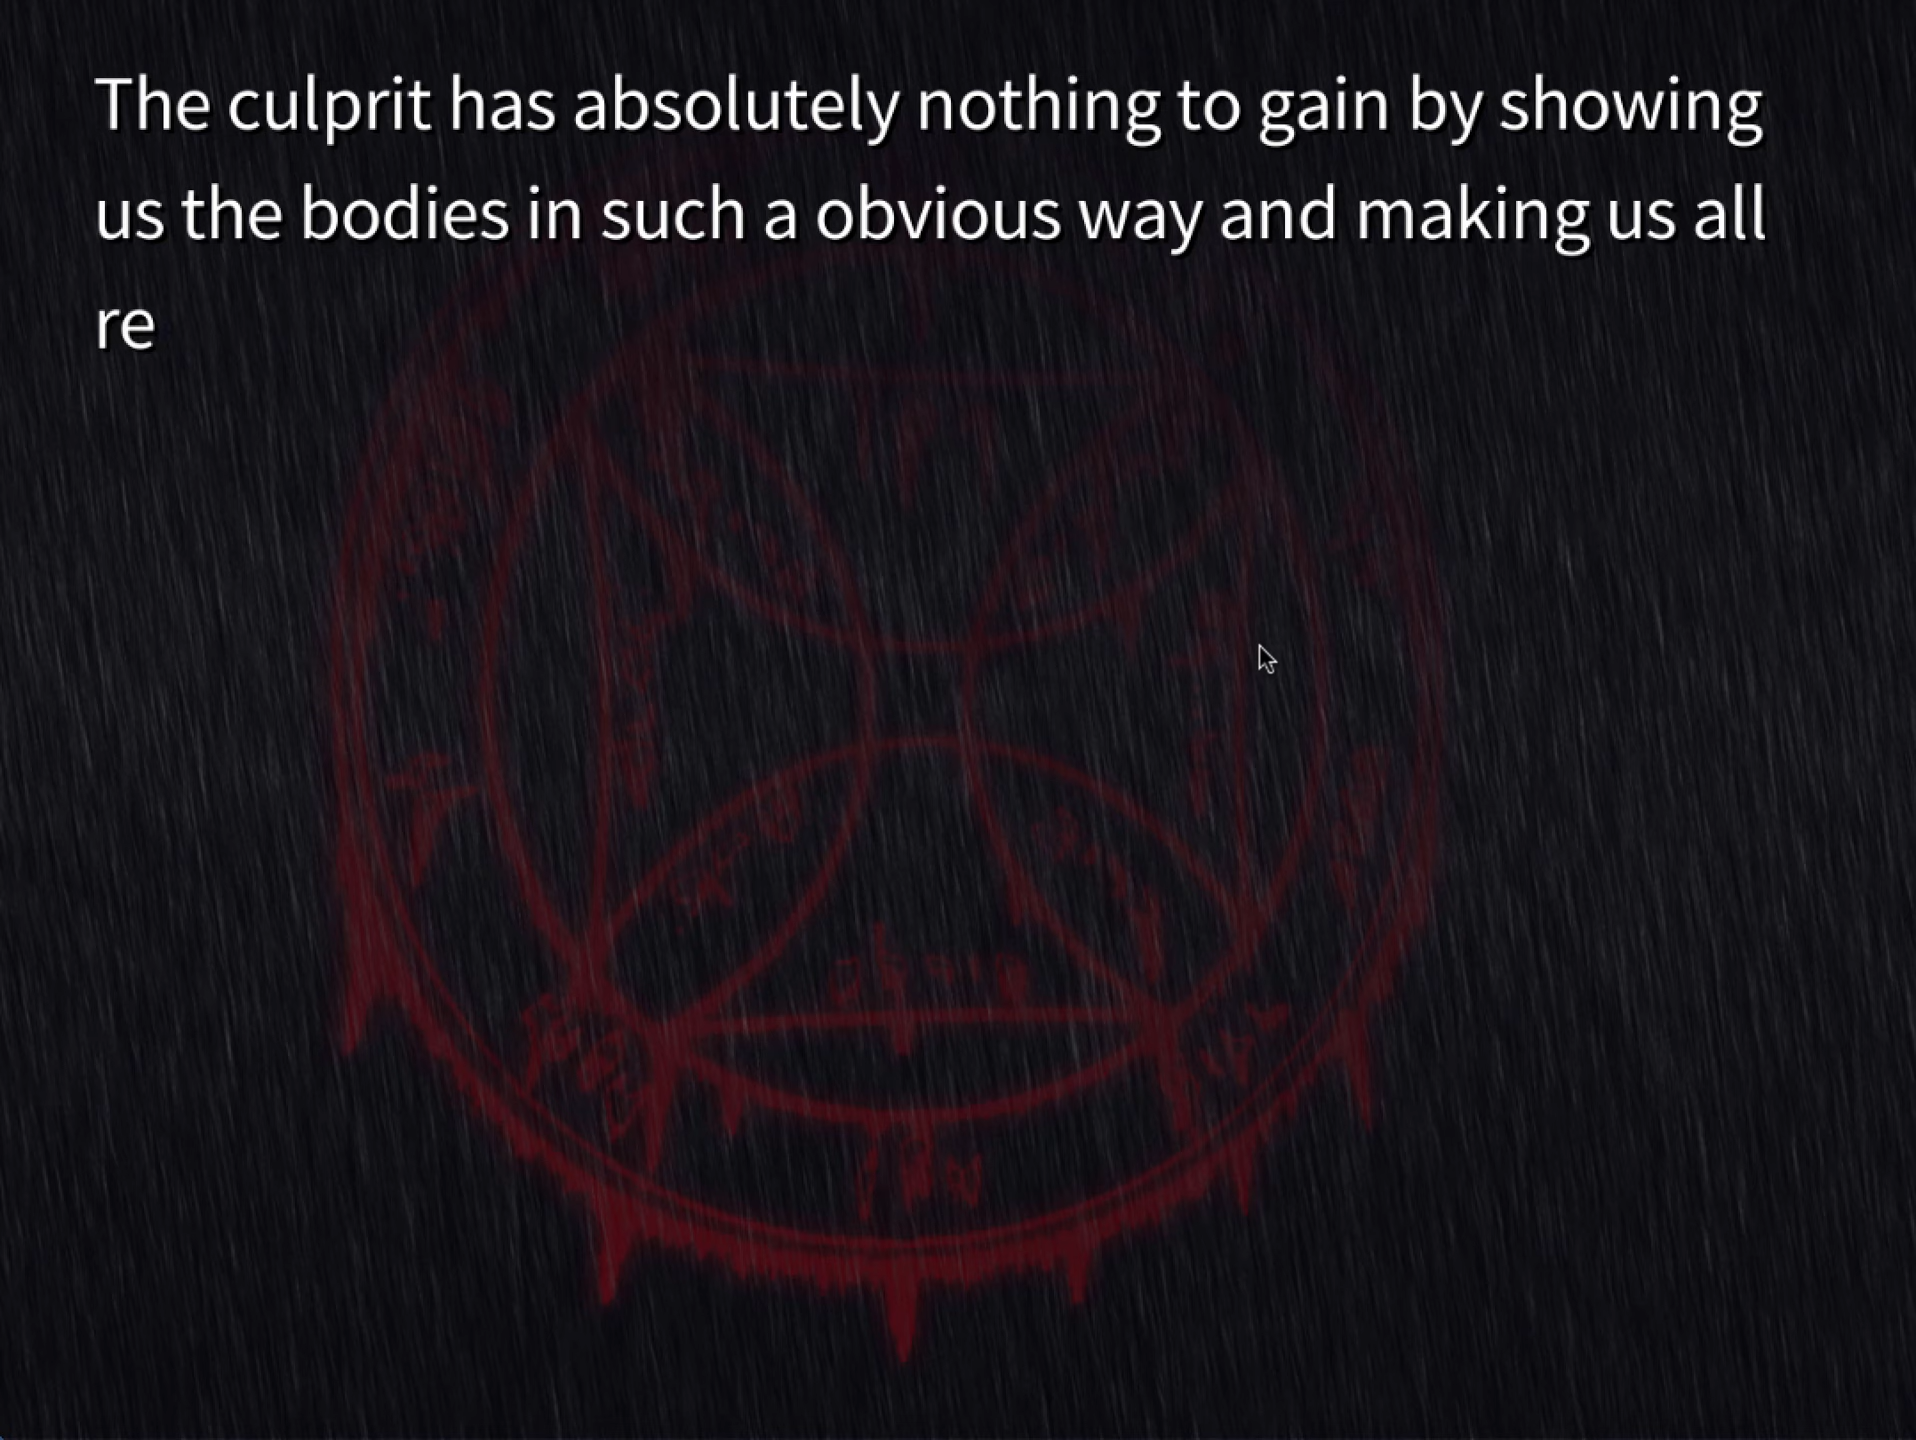 The culprit has absolutely nothing to gain by showing
us the bodies in such a obvious way and making us all
re